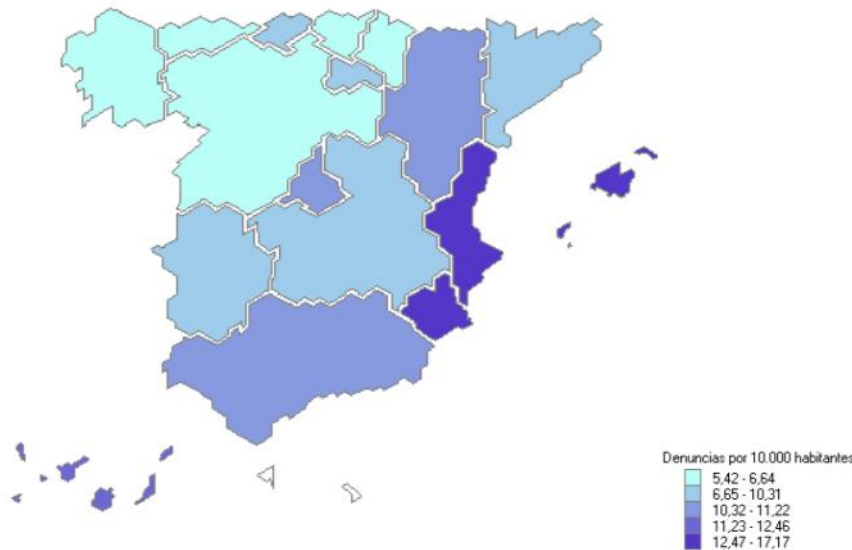 Denuncias por 10.000 habitantes
5,42 - 6,64
6,65 - 10,31
10,32 - 11,22
11,23 - 12,46
12,47 - 17,17